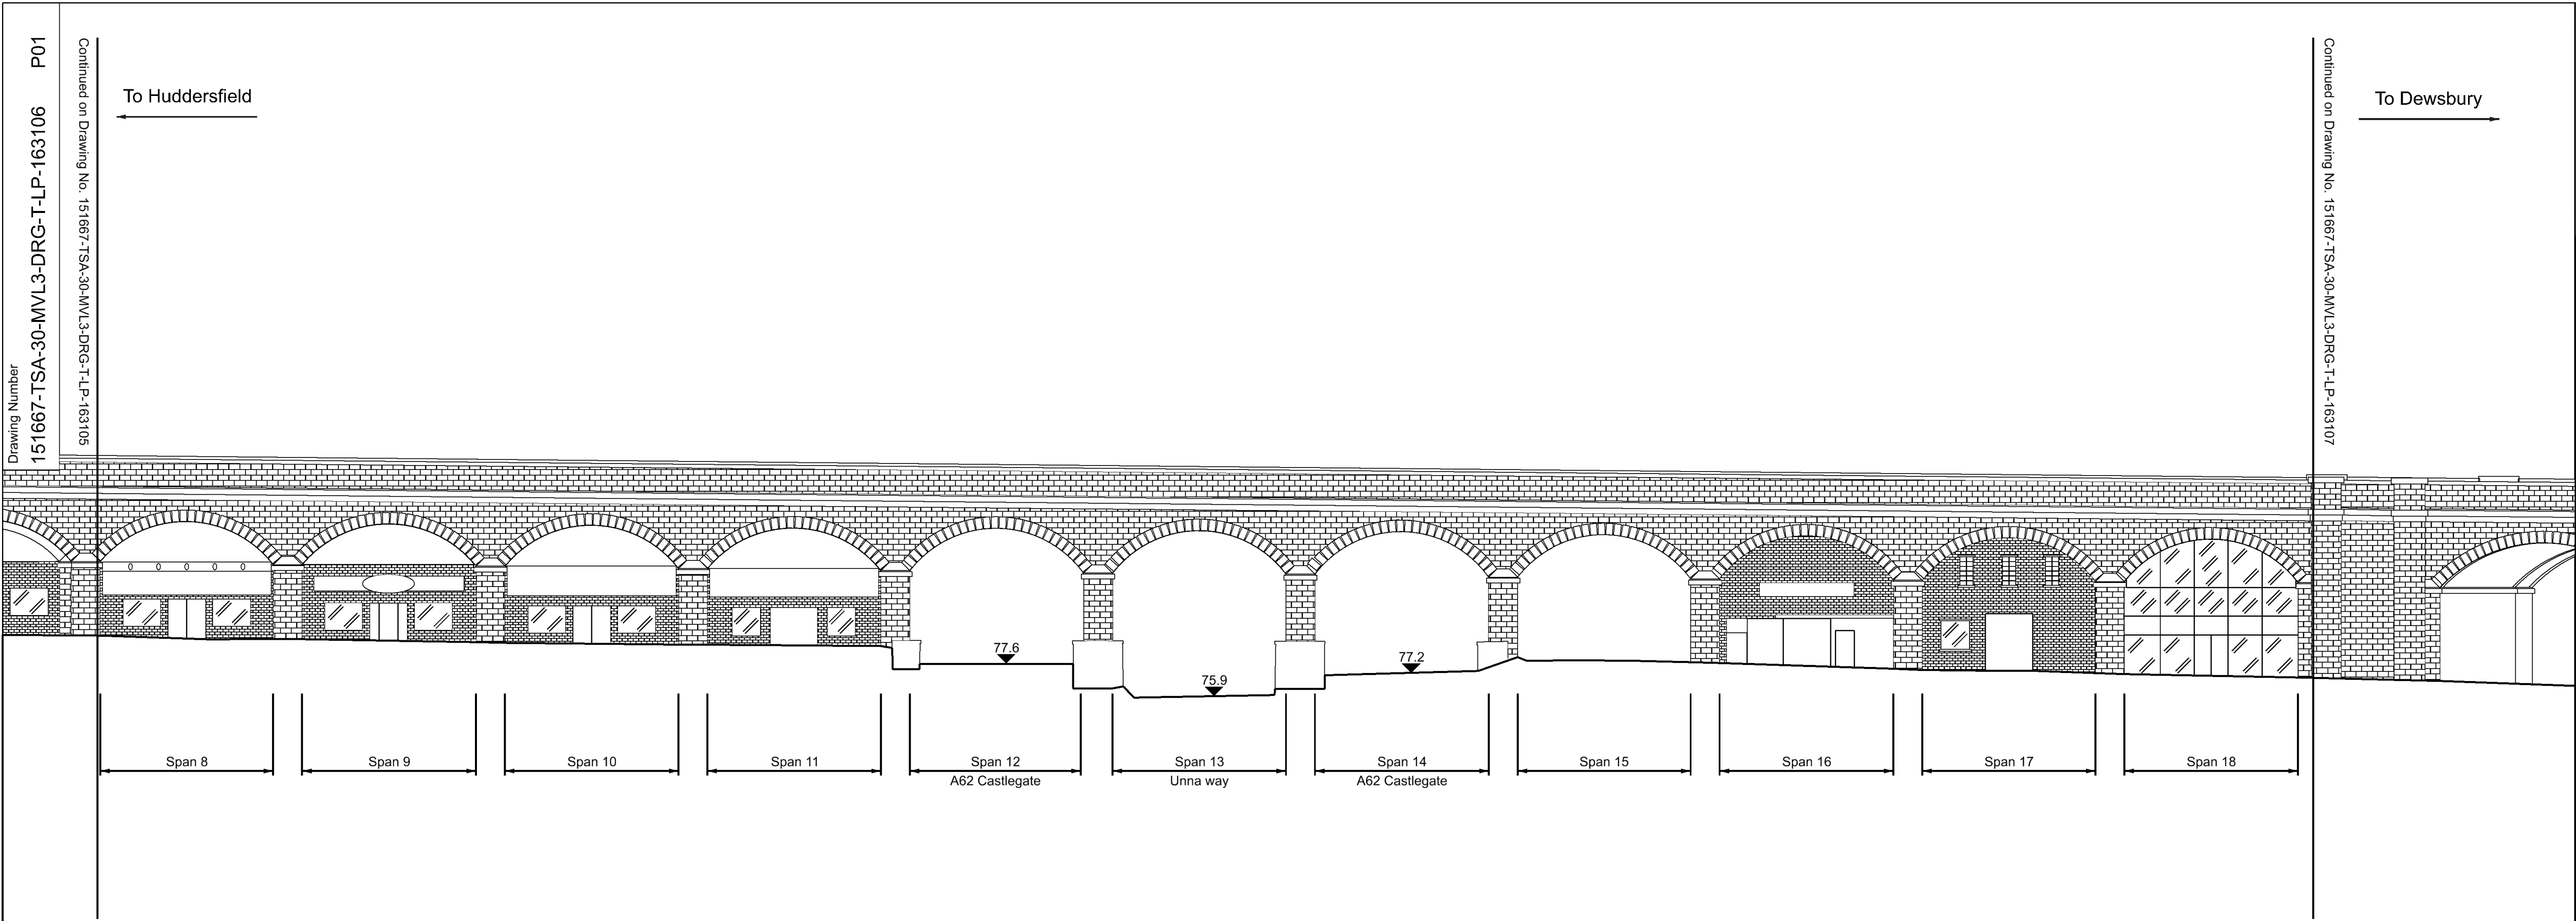 Drawing Number
151667-TSA-30-MVL3-DRG-T-LP-163106 P01
Continued on Drawing No. 151667-TSA-30-MVL3-DRG-T-LP-163105
To Huddersfield
To Dewsbury
Continued on Drawing No. 151667-TSA-30-MVL3-DRG-T-LP-163107
77.6
75.9
77.2
Span 8
Span 9
Span 10
Span 11
Span 12
A62 Castlegate
Span 13
Unna way
Span 14
A62 Castlegate
Span 15
Span 16
Span 17
Span 18